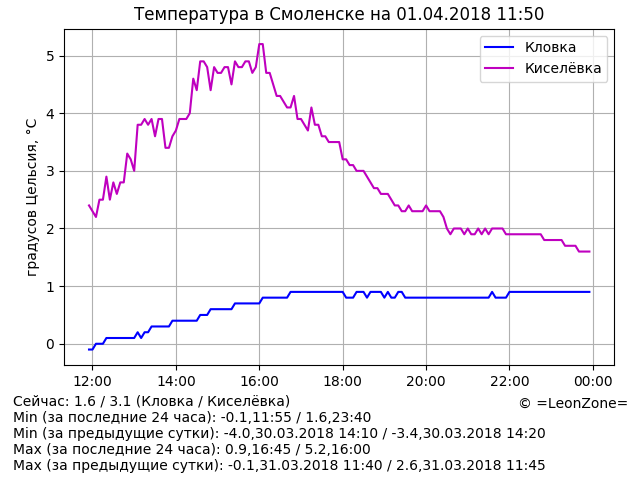 Температура в Смоленске на 01.04.2018 11:50
Кловка
Киселёвка
градусов Цельсия, °C
5
4
3
2
1
0
12:00 14:00 16:00 18:00 20:00 22:00 00:00
Сейчас: 1.6 / 3.1 (Кловка / Киселёвка)
© =LeonZone=
Min (за последние 24 часа): -0.1,11:55 / 1.6,23:40
Min (за предыдущие сутки): -4.0,30.03.2018 14:10 / -3.4,30.03.2018 14:20
Max (за последние 24 часа): 0.9,16:45 / 5.2,16:00
Max (за предыдущие сутки): -0.1,31.03.2018 11:40 / 2.6,31.03.2018 11:45